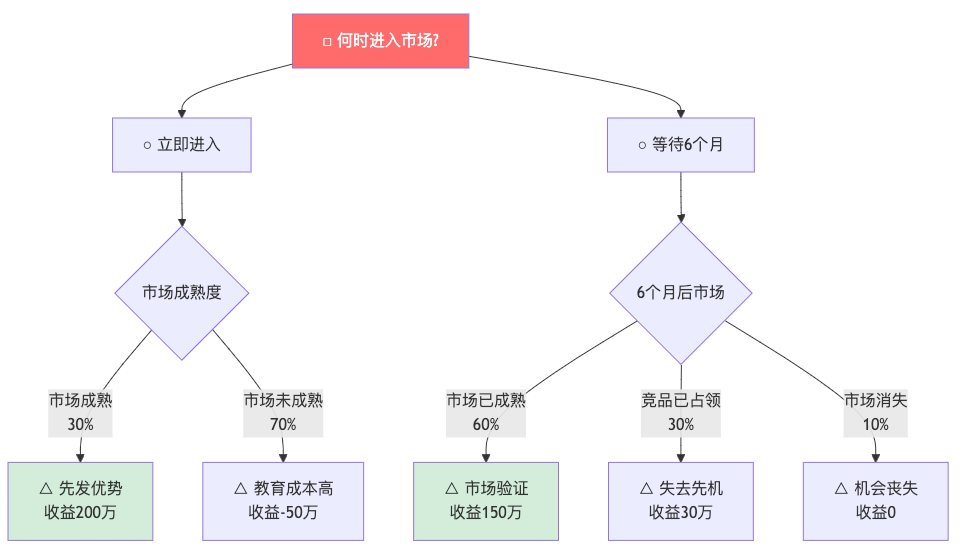 □ 何时进入市场?
○ 立即进入
○ 等待6个月
市场成熟度
6个月后市场
市场成熟
30%
市场未成熟
70%
市场已成熟
60%
竞品已占领
30%
市场消失
10%
△ 先发优势
收益200万
△ 教育成本高
收益-50万
△ 市场验证
收益150万
△ 失去先机
收益30万
△ 机会丧失
收益0